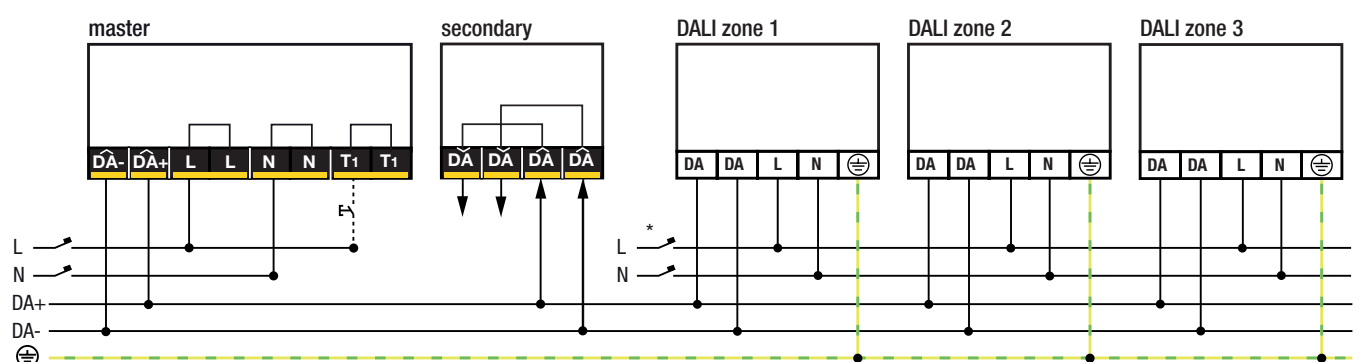 master
secondary
DALI zone 1
DALI zone 2
DALI zone 3
DA- DA+ L L N N T1 T1
DA DA DA DA
DA DA L N
DA DA L N
DA DA L N
*
L
L
N
N
DA+
DA-